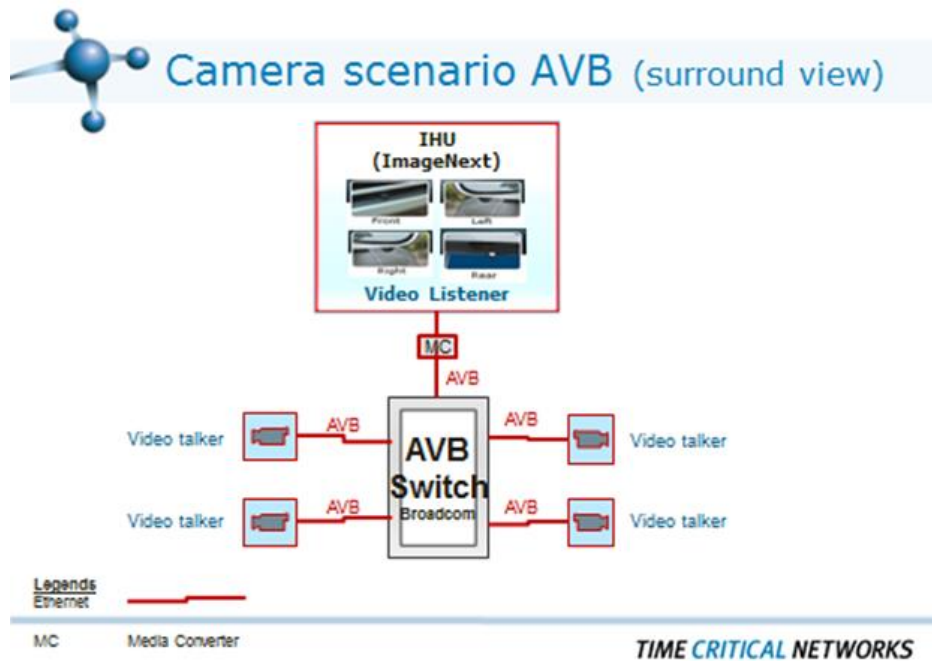 Camera scenario AVB (surround view)
IHU
(ImageNext)
Front Left
Right Rear
Video Listener
MC
AVB
Video talker AVB AVB Video talker
AVB
Switch
Broadcom
Video talker AVB AVB Video talker
Legends
Ethernet
MC Media Converter
TIME CRITICAL NETWORKS